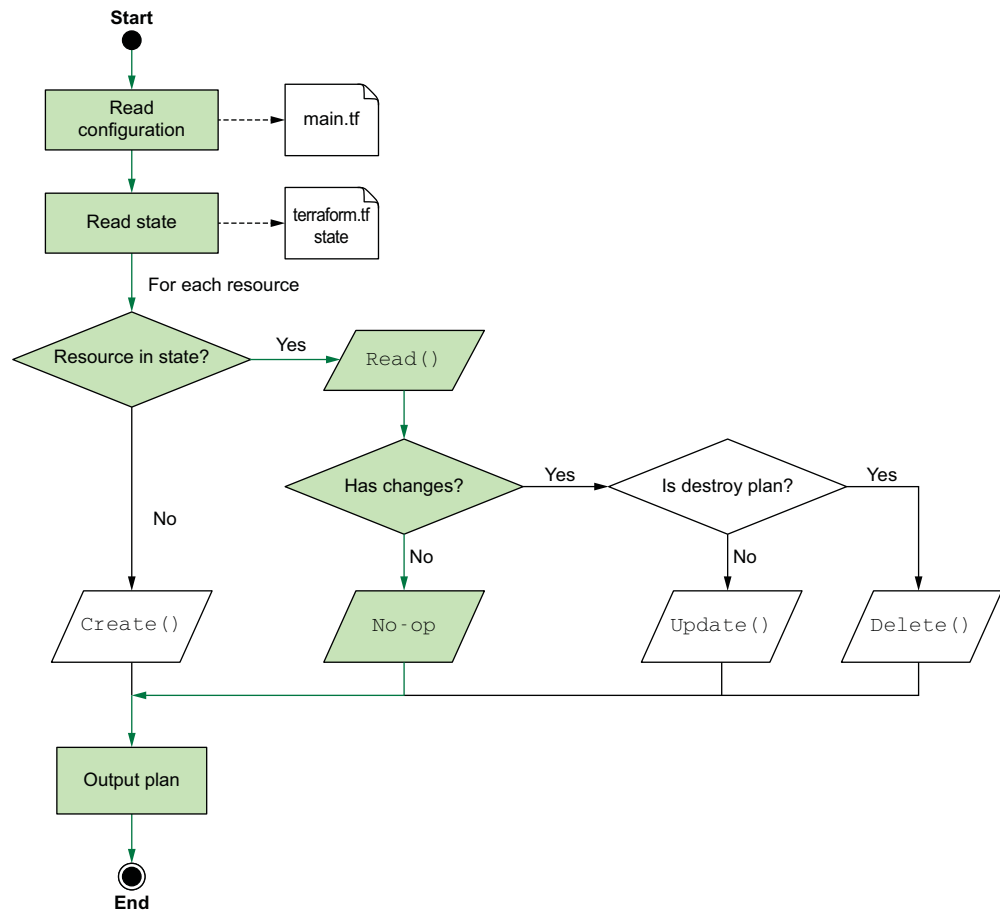 Start
Read
configuration
main.tf
Read state
terraform.tf
state
For each resource
Resource in state?
Yes
Read()
Has changes?
Yes
Is destroy plan?
Yes
No
No
No
Create()
No-op
Update()
Delete()
Output plan
End